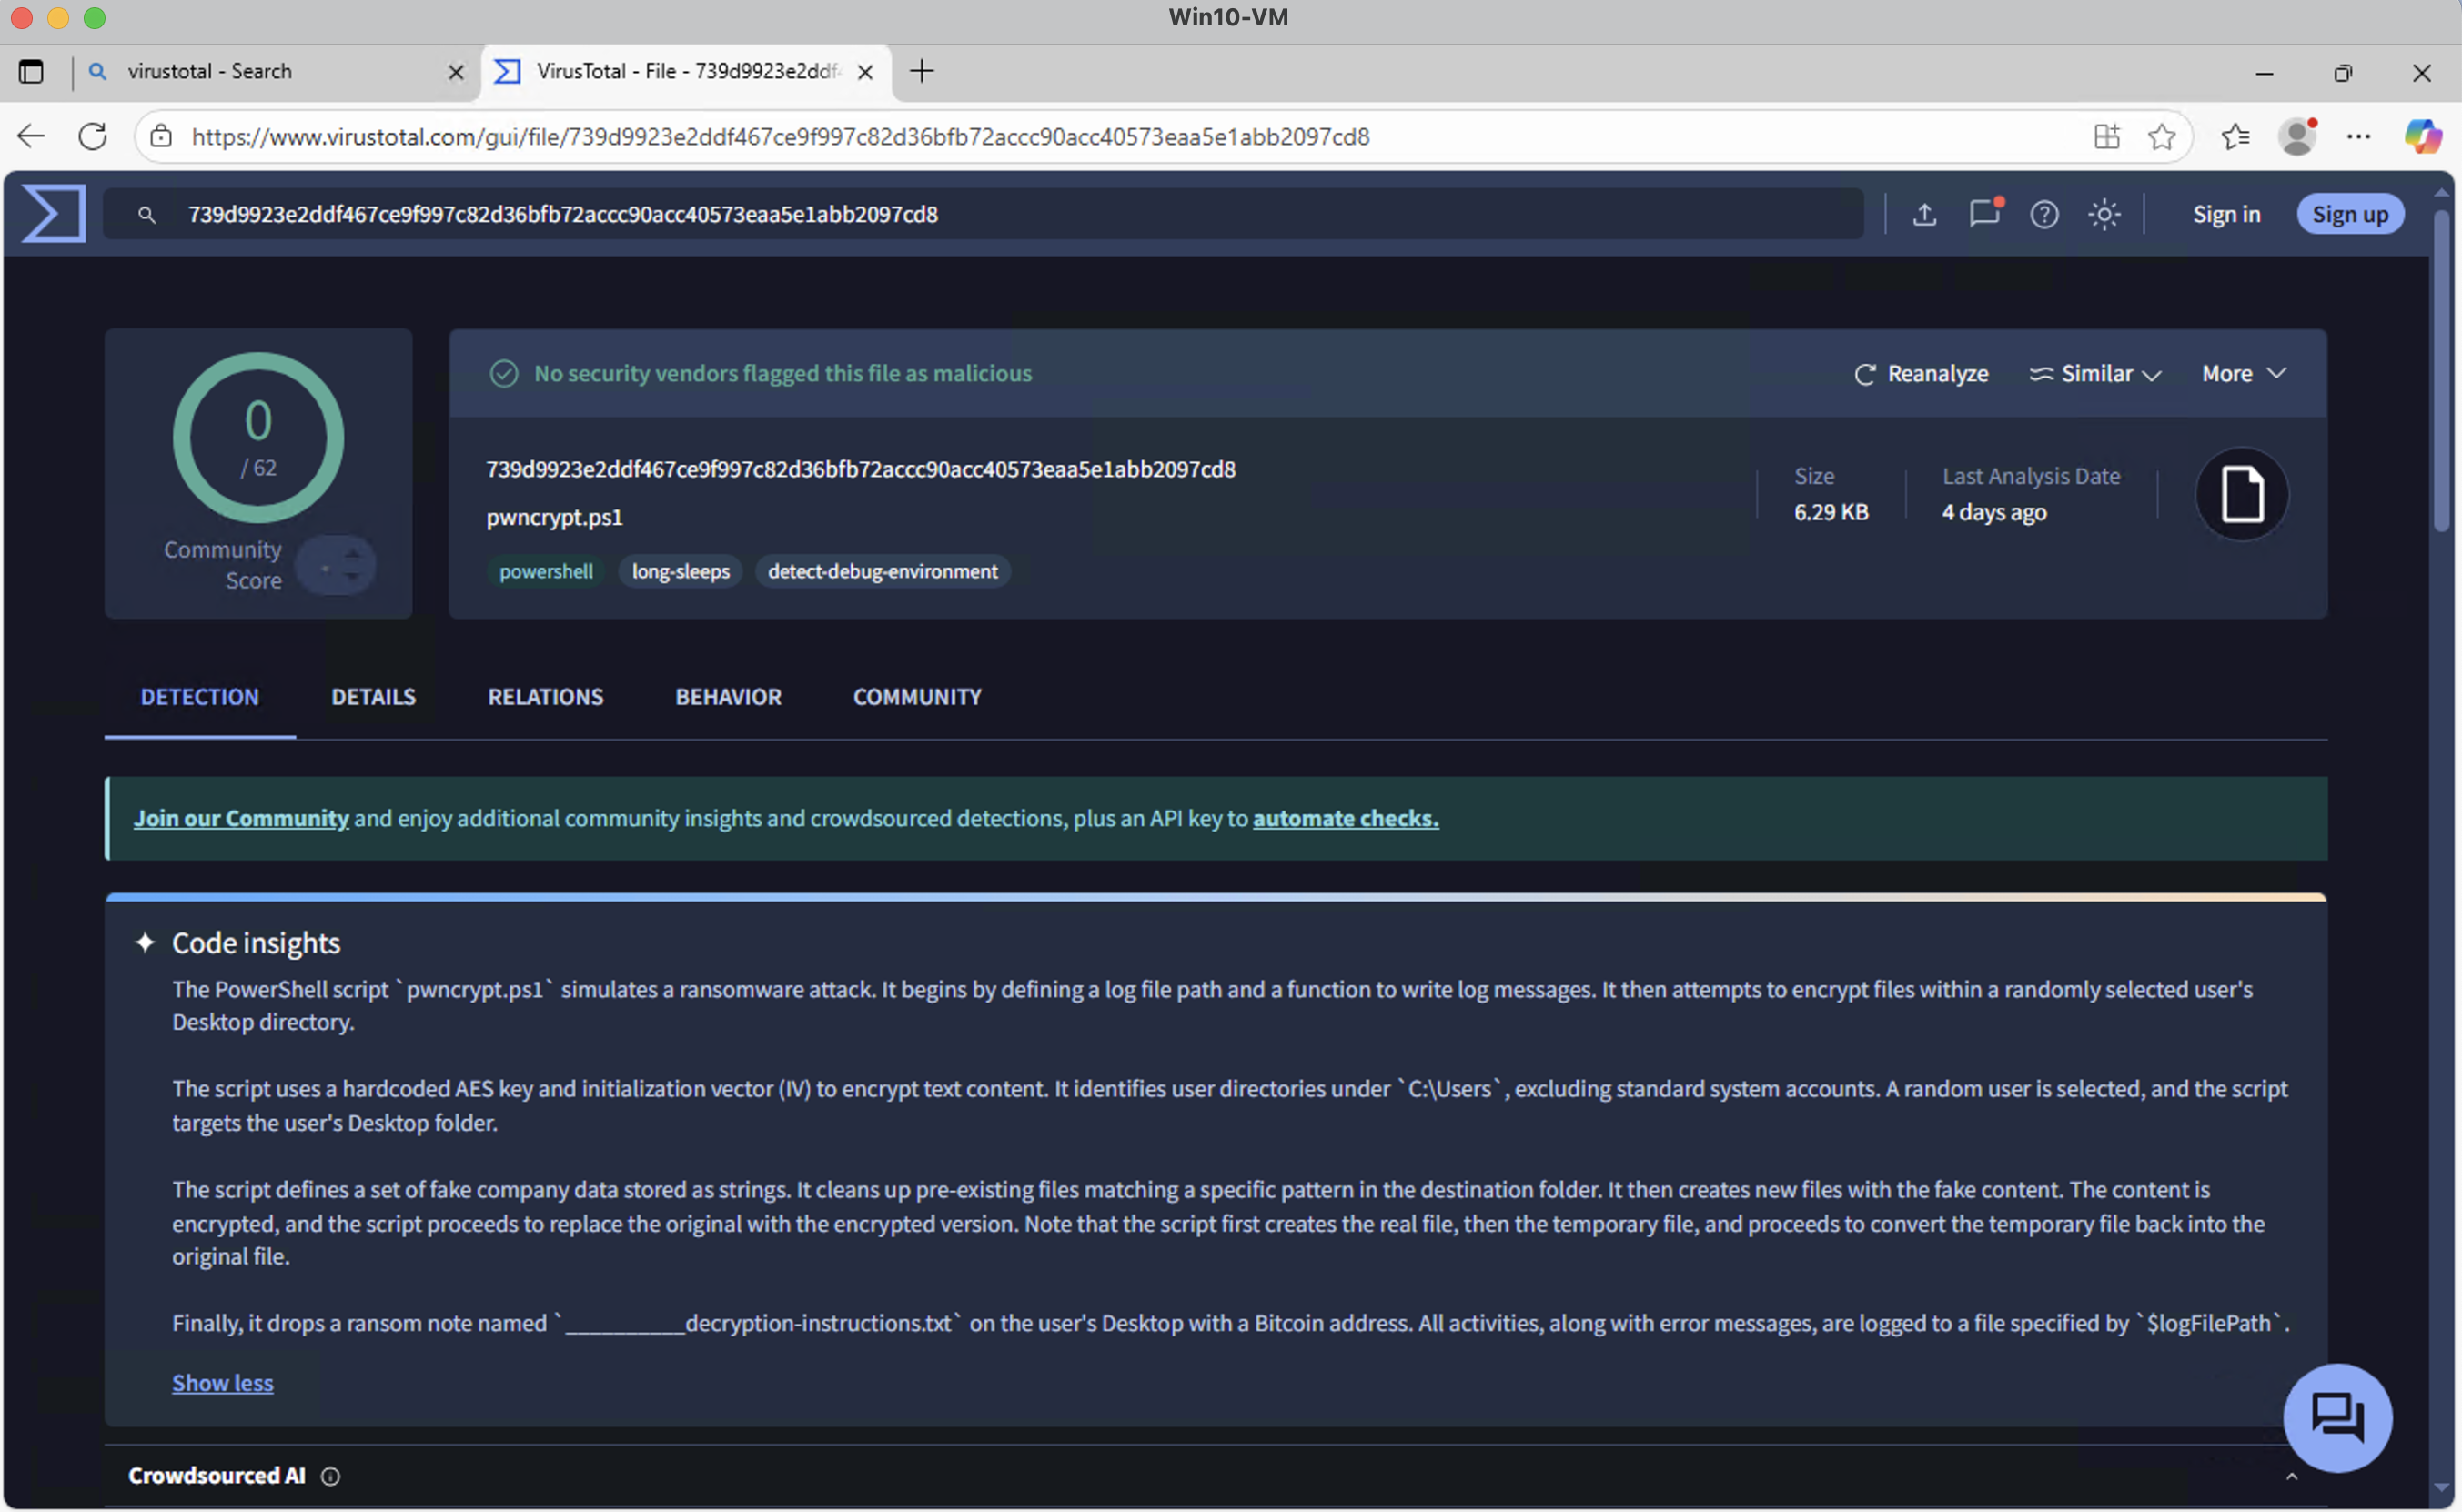 Win10-VM
virustotal - Search
VirusTotal - File - 739d9923e2ddf4
https://www.virustotal.com/gui/file/739d9923e2ddf467ce9f997c82d36bfb72accc90acc40573eaa5e1abb2097cd8
739d9923e2ddf467ce9f997c82d36bfb72accc90acc40573eaa5e1abb2097cd8
Sign in
Sign up
0
/ 62
Community
Score
No security vendors flagged this file as malicious
Reanalyze
Similar
More
739d9923e2ddf467ce9f997c82d36bfb72accc90acc40573eaa5e1abb2097cd8
pwncrypt.ps1
powershell
long-sleeps
detect-debug-environment
Size
6.29 KB
Last Analysis Date
4 days ago
DETECTION
DETAILS
RELATIONS
BEHAVIOR
COMMUNITY
Join our Community and enjoy additional community insights and crowdsourced detections, plus an API key to automate checks.
Code insights
The PowerShell script `pwncrypt.ps1` simulates a ransomware attack. It begins by defining a log file path and a function to write log messages. It then attempts to encrypt files within a randomly selected user's
Desktop directory.
The script uses a hardcoded AES key and initialization vector (IV) to encrypt text content. It identifies user directories under `C:\Users`, excluding standard system accounts. A random user is selected, and the script
targets the user's Desktop folder.
The script defines a set of fake company data stored as strings. It cleans up pre-existing files matching a specific pattern in the destination folder. It then creates new files with the fake content. The content is
encrypted, and the script proceeds to replace the original with the encrypted version. Note that the script first creates the real file, then the temporary file, and proceeds to convert the temporary file back into the
original file.
Finally, it drops a ransom note named `__________decryption-instructions.txt` on the user's Desktop with a Bitcoin address. All activities, along with error messages, are logged to a file specified by `$logFilePath`.
Show less
Crowdsourced AI